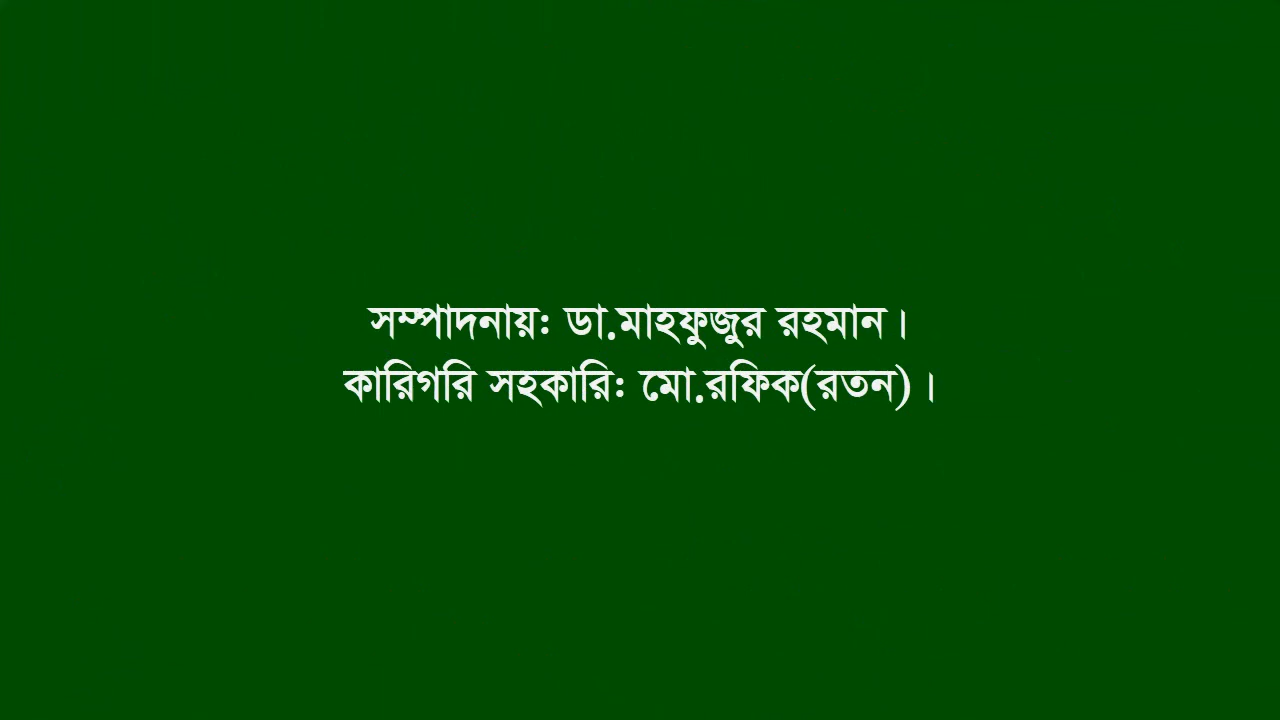 সম্পাদনায়: ডা.মাহফুজুর রহমান।
কারিগরি সহকারি: মো.রফিক(রতন)।